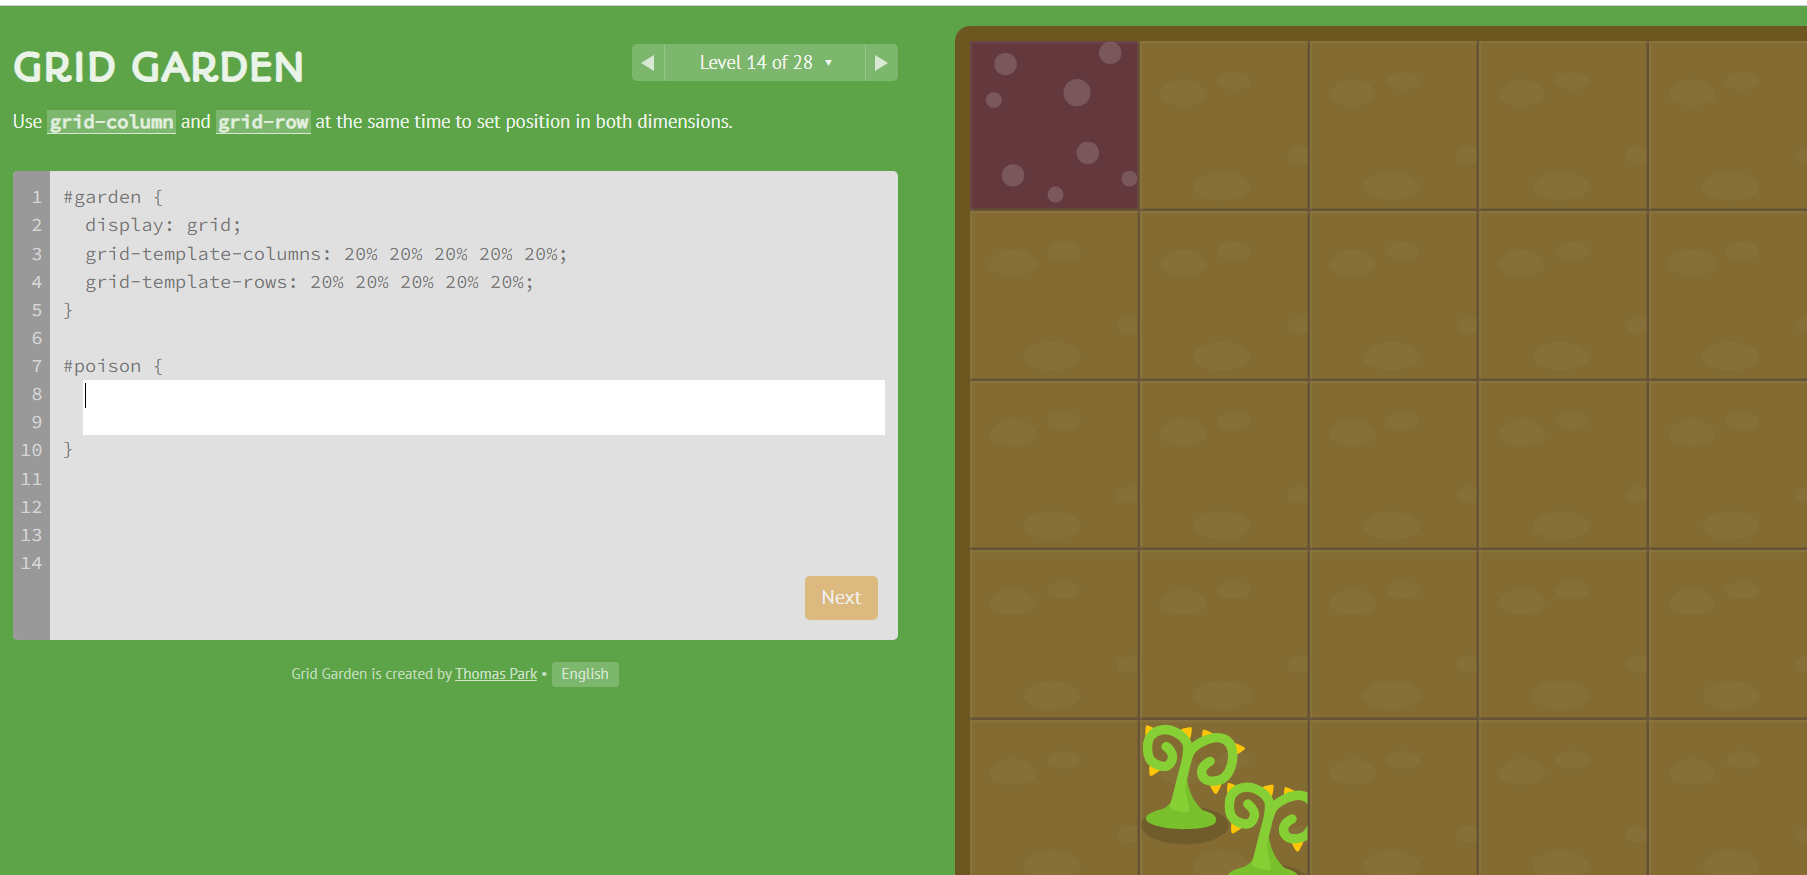 GRID GARDEN
◀ Level 14 of 28 ▾ ▶
Use grid-column and grid-row at the same time to set position in both dimensions.
1 #garden {
2 display: grid;
3 grid-template-columns: 20% 20% 20% 20% 20%;
4 grid-template-rows: 20% 20% 20% 20% 20%;
5 }
6
7 #poison {
8
9
10 }
11
12
13
14
Next
Grid Garden is created by Thomas Park • English